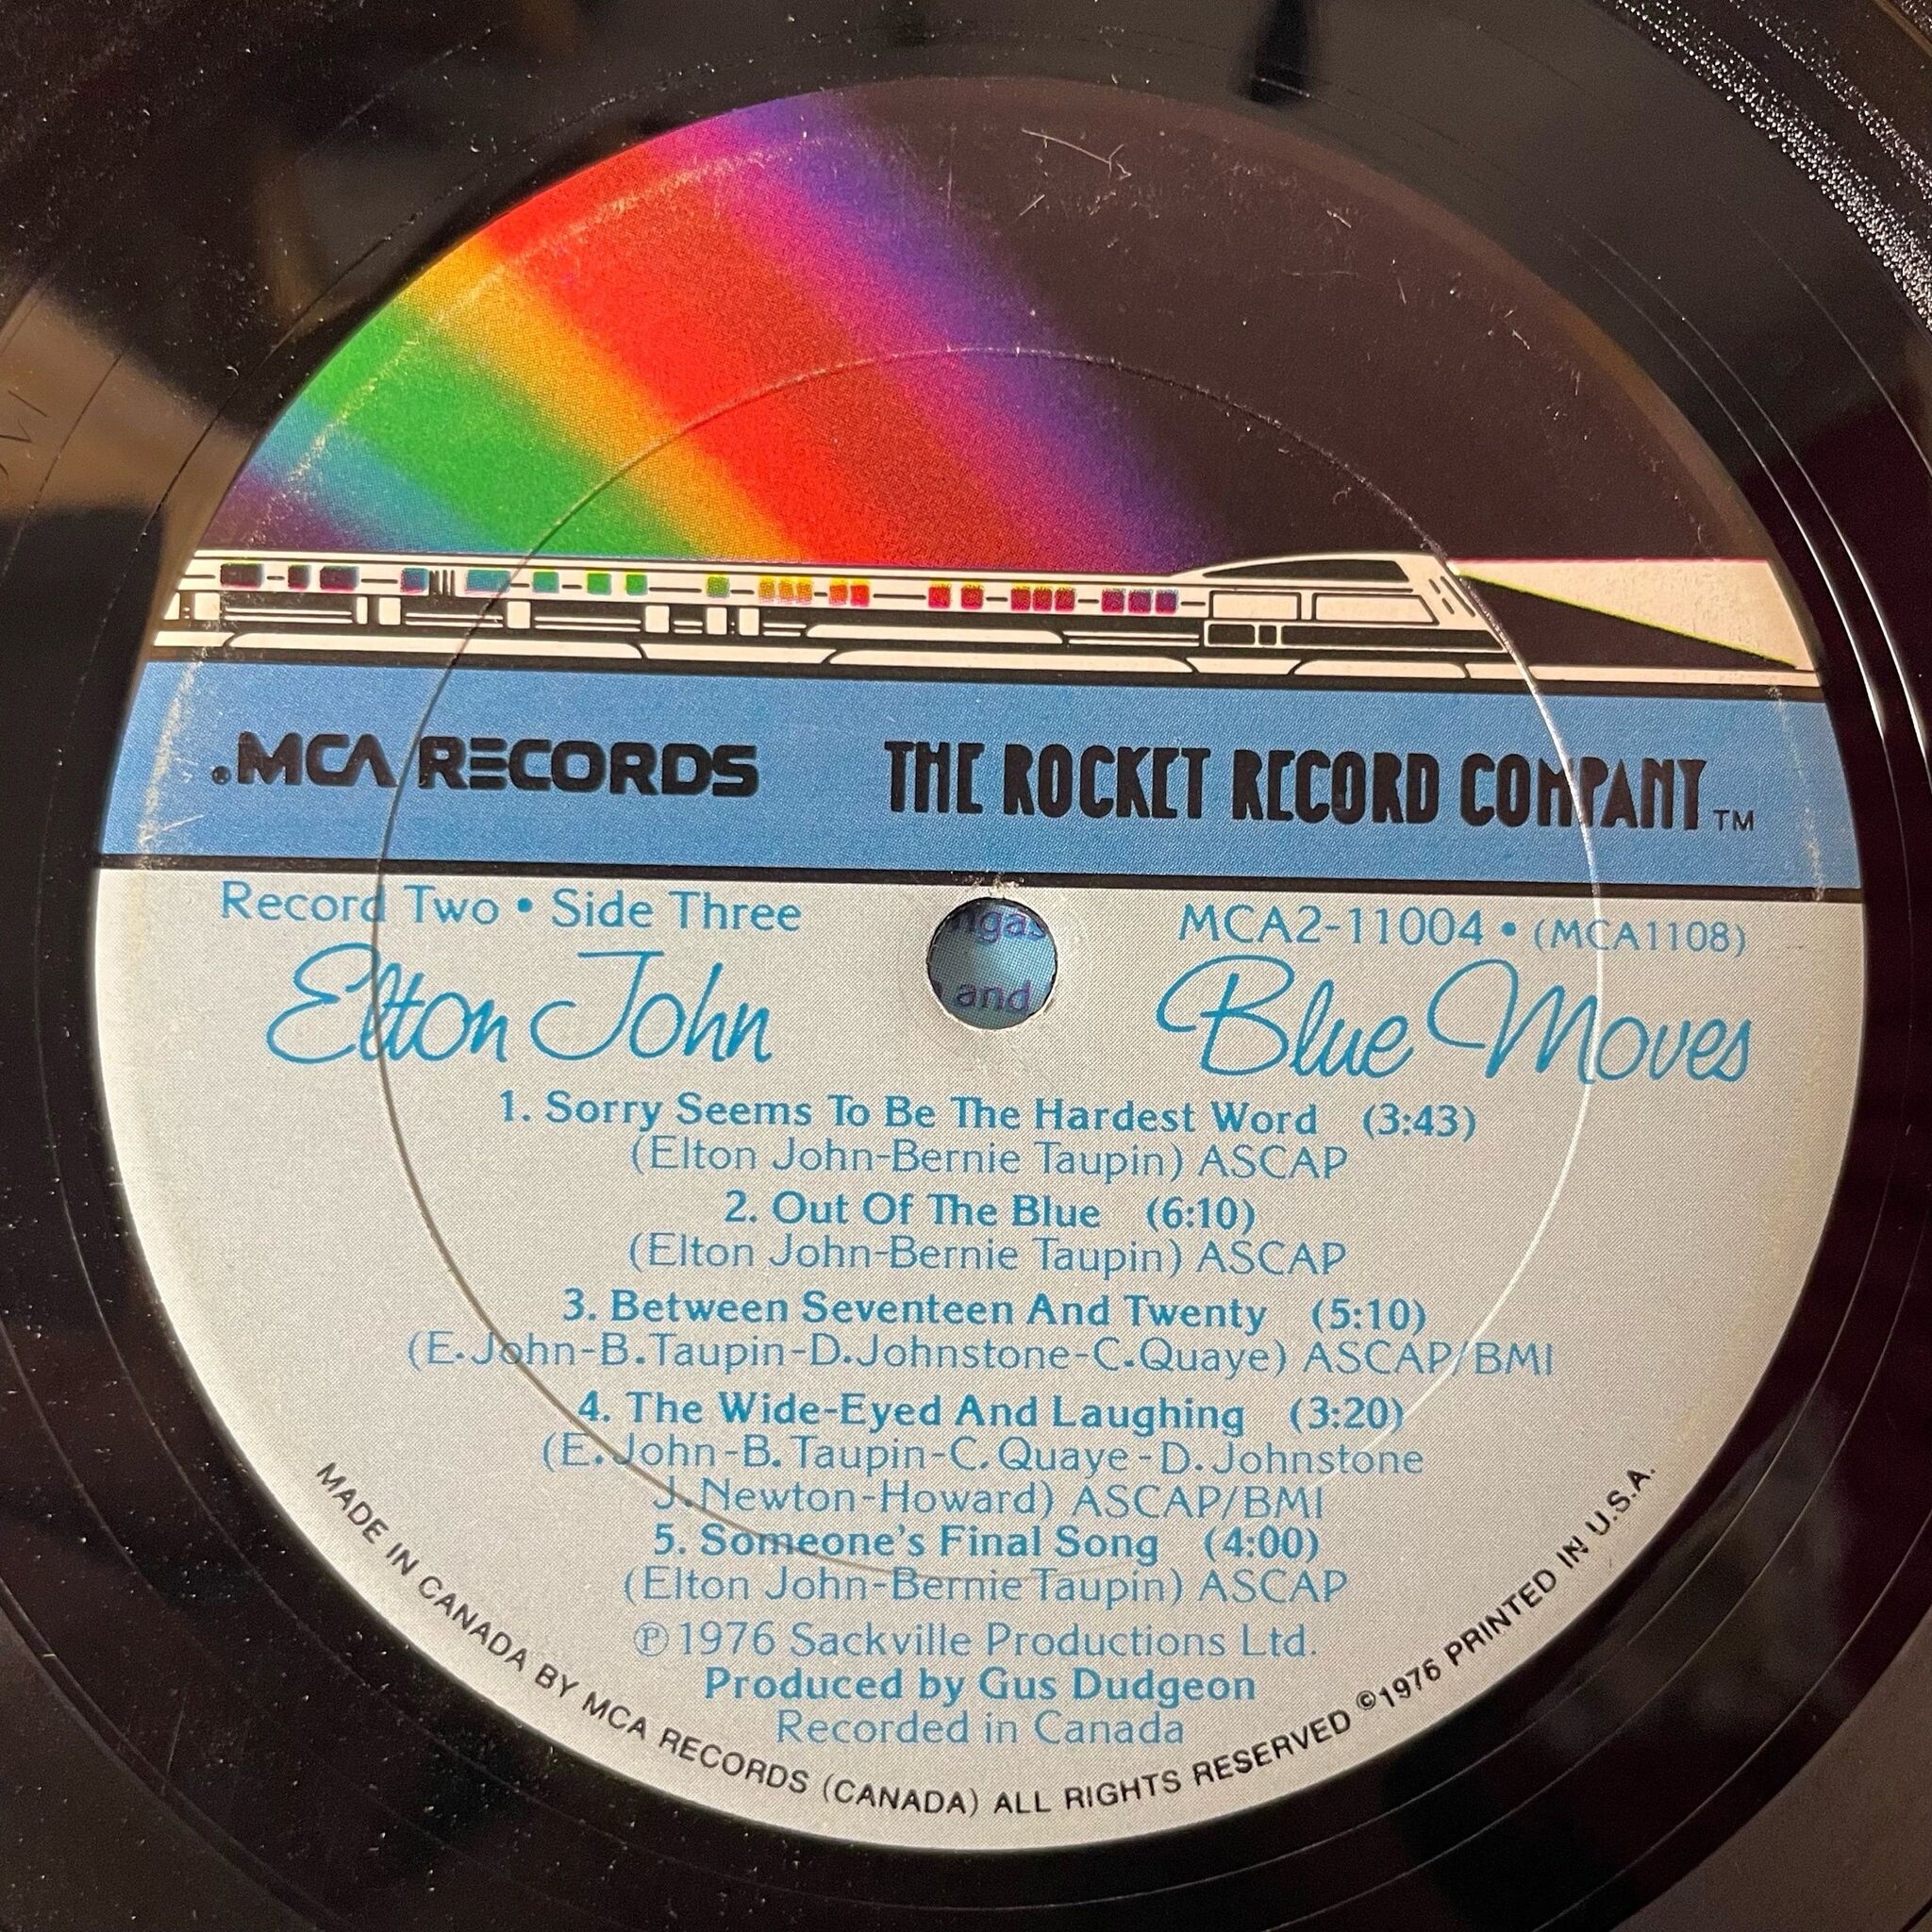 ®MCA RECORDS THE ROCKET RECORD COMPANY™
Record Two • Side Three MCA2-11004 • (MCA1108)
Elton John Blue Moves
1. Sorry Seems To Be The Hardest Word (3:43)
(Elton John-Bernie Taupin) ASCAP
2. Out Of The Blue (6:10)
(Elton John-Bernie Taupin) ASCAP
3. Between Seventeen And Twenty (5:10)
(E. John-B. Taupin-D. Johnstone-C. Quaye) ASCAP/BMI
4. The Wide-Eyed And Laughing (3:20)
(E. John-B. Taupin-C. Quaye-D. Johnstone
J. Newton-Howard) ASCAP/BMI
5. Someone's Final Song (4:00)
(Elton John-Bernie Taupin) ASCAP
℗1976 Sackville Productions Ltd.
Produced by Gus Dudgeon
Recorded in Canada
MADE IN CANADA BY MCA RECORDS (CANADA) ALL RIGHTS RESERVED ©1976 PRINTED IN U.S.A.
and